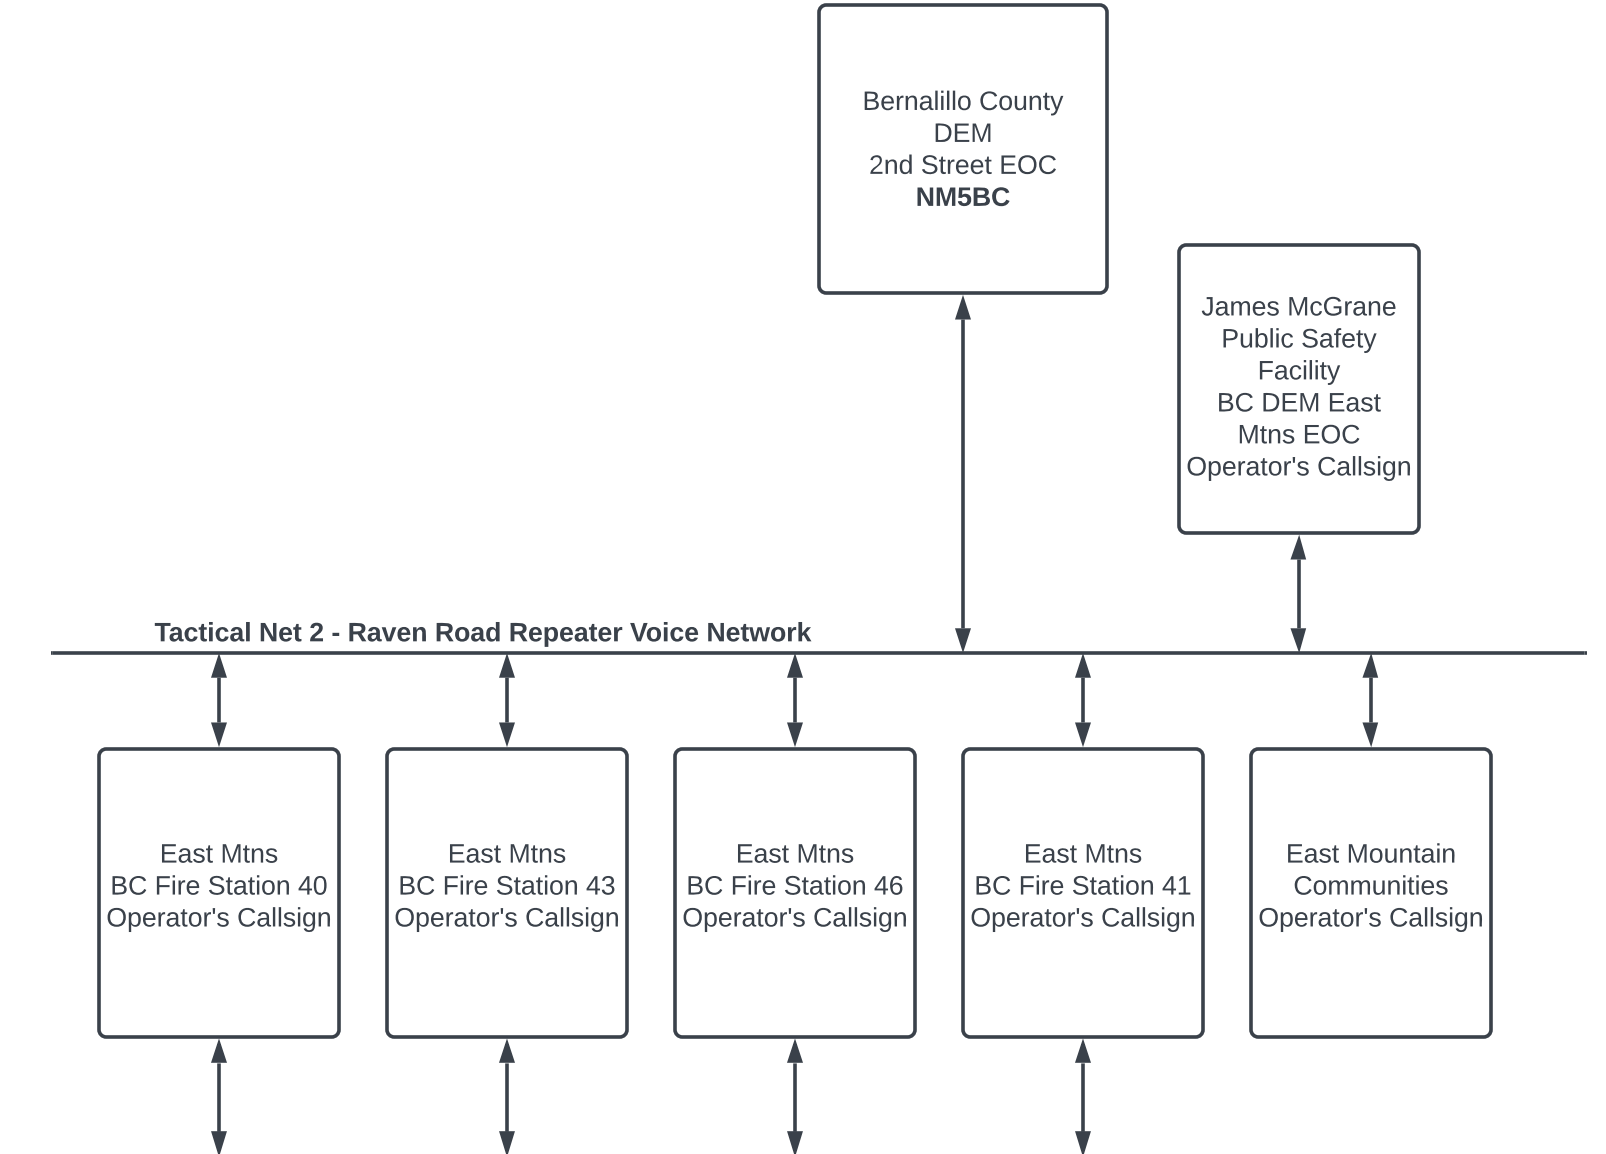 Bernalillo County
DEM
2nd Street EOC
NM5BC
James McGrane
Public Safety
Facility
BC DEM East
Mtns EOC
Operator's Callsign
Tactical Net 2 - Raven Road Repeater Voice Network
East Mtns
BC Fire Station 40
Operator's Callsign
East Mtns
BC Fire Station 43
Operator's Callsign
East Mtns
BC Fire Station 46
Operator's Callsign
East Mtns
BC Fire Station 41
Operator's Callsign
East Mountain
Communities
Operator's Callsign